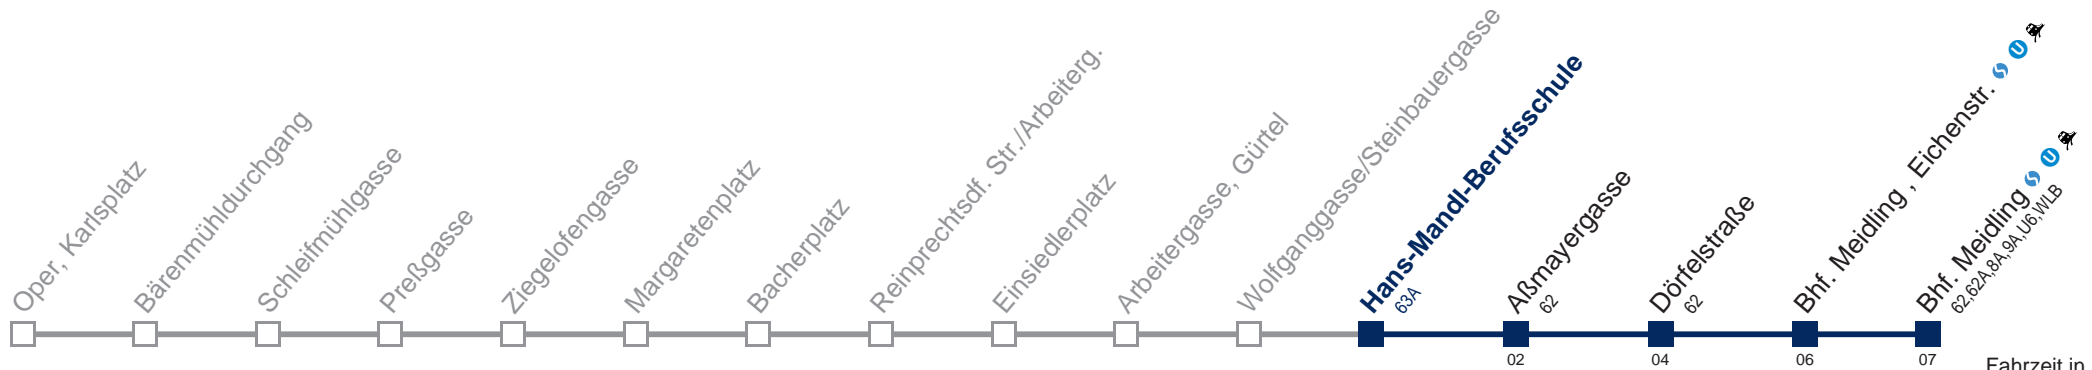 Oper, Karlsplatz
Bärenmühldurchgang
Schleifmühlgasse
Preßgasse
Ziegelofengasse
Margaretenplatz
Bacherplatz
Reinprechtsdf. Str./Arbeiterg.
Einsiedlerplatz
Arbeitergasse, Gürtel
Wolfganggasse/Steinbauergasse
Hans-Mandl-Berufsschule
63A
Aßmayergasse
62
Dörfelstraße
62
Bhf. Meidling , Eichenstr. S U
Bhf. Meidling S U
62,62A,8A,9A,U6,WLB
02
04
06
07
Fahrzeit in